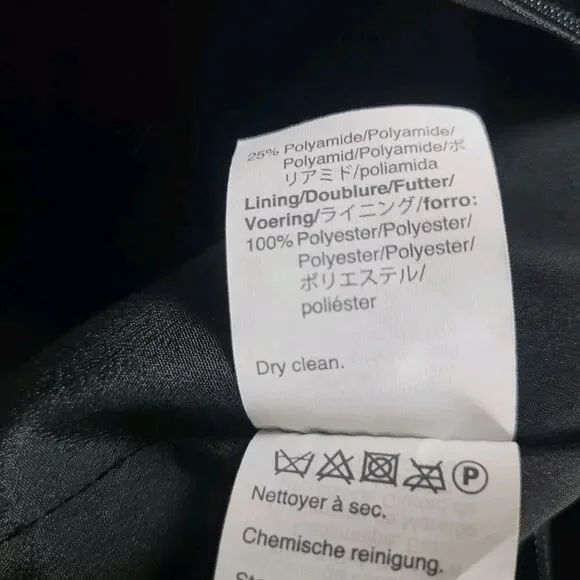 25% Polyamide/Polyamide/
Polyamid/Polyamide/ポ
リアミド/poliamida
Lining/Doublure/Futter/
Voering/ライニング/forro:
100% Polyester/Polyester/
Polyester/Polyester/
ポリエステル/
poliéster
Dry clean.
P
Nettoyer à sec.
Chemische reinigung.